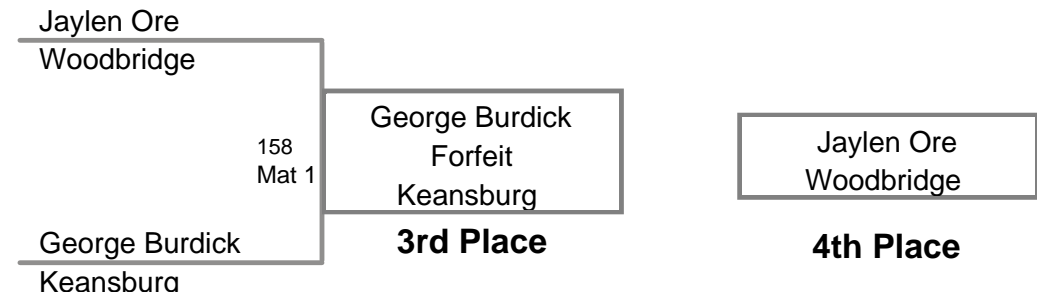 Jaylen Ore
Woodbridge
158
Mat 1
George Burdick
Keansburg
George Burdick
Forfeit
Keansburg
3rd Place
Jaylen Ore
Woodbridge
4th Place